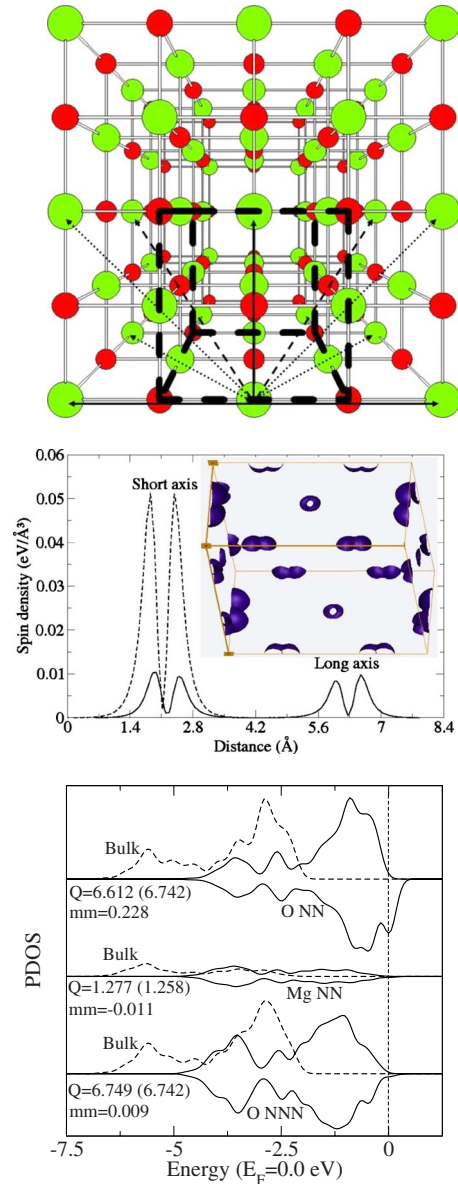 0.06
0.05
0.04
0.03
0.02
0.01
0
Spin density (eV/Å³)
Short axis
Long axis
0 1.4 2.8 4.2 5.6 7 8.4
Distance (Å)
PDOS
Bulk
Q=6.612 (6.742)
mm=0.228
O NN
Bulk
Q=1.277 (1.258)
mm=-0.011
Mg NN
Bulk
Q=6.749 (6.742)
mm=0.009
O NNN
-7.5 -5 -2.5 0
Energy (E_F=0.0 eV)